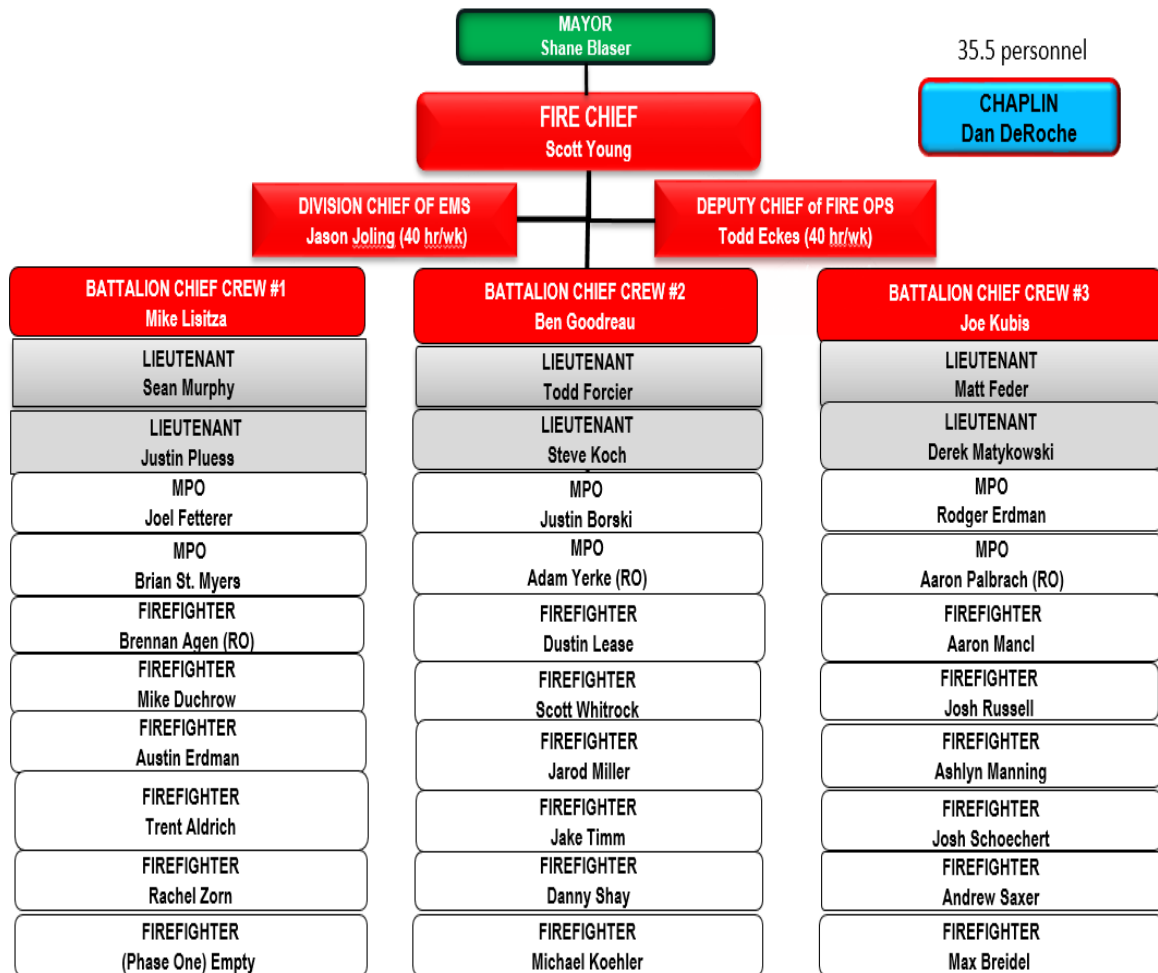 MAYOR
Shane Blaser
35.5 personnel
CHAPLIN
Dan DeRoche
FIRE CHIEF
Scott Young
DIVISION CHIEF OF EMS
Jason Joling (40 hr/wk)
DEPUTY CHIEF of FIRE OPS
Todd Eckes (40 hr/wk)
BATTALION CHIEF CREW #1
Mike Lisitza
LIEUTENANT
Sean Murphy
LIEUTENANT
Justin Pluess
MPO
Joel Fetterer
MPO
Brian St. Myers
FIREFIGHTER
Brennan Agen (RO)
FIREFIGHTER
Mike Duchrow
FIREFIGHTER
Austin Erdman
FIREFIGHTER
Trent Aldrich
FIREFIGHTER
Rachel Zorn
FIREFIGHTER
(Phase One) Empty
BATTALION CHIEF CREW #2
Ben Goodreau
LIEUTENANT
Todd Forcier
LIEUTENANT
Steve Koch
MPO
Justin Borski
MPO
Adam Yerke (RO)
FIREFIGHTER
Dustin Lease
FIREFIGHTER
Scott Whitrock
FIREFIGHTER
Jarod Miller
FIREFIGHTER
Jake Timm
FIREFIGHTER
Danny Shay
FIREFIGHTER
Michael Koehler
BATTALION CHIEF CREW #3
Joe Kubis
LIEUTENANT
Matt Feder
LIEUTENANT
Derek Matykowski
MPO
Rodger Erdman
MPO
Aaron Palbrach (RO)
FIREFIGHTER
Aaron Mancl
FIREFIGHTER
Josh Russell
FIREFIGHTER
Ashlyn Manning
FIREFIGHTER
Josh Schoechert
FIREFIGHTER
Andrew Saxer
FIREFIGHTER
Max Breidel